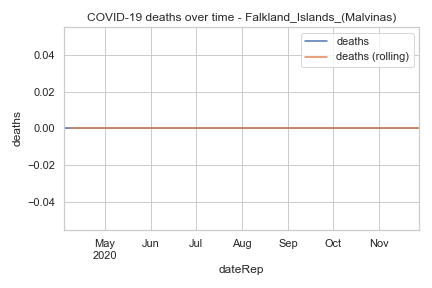 COVID-19 deaths over time - Falkland_Islands_(Malvinas)
deaths
deaths (rolling)
0.04
0.02
0.00
−0.02
−0.04
deaths
May Jun Jul Aug Sep Oct Nov
2020
dateRep